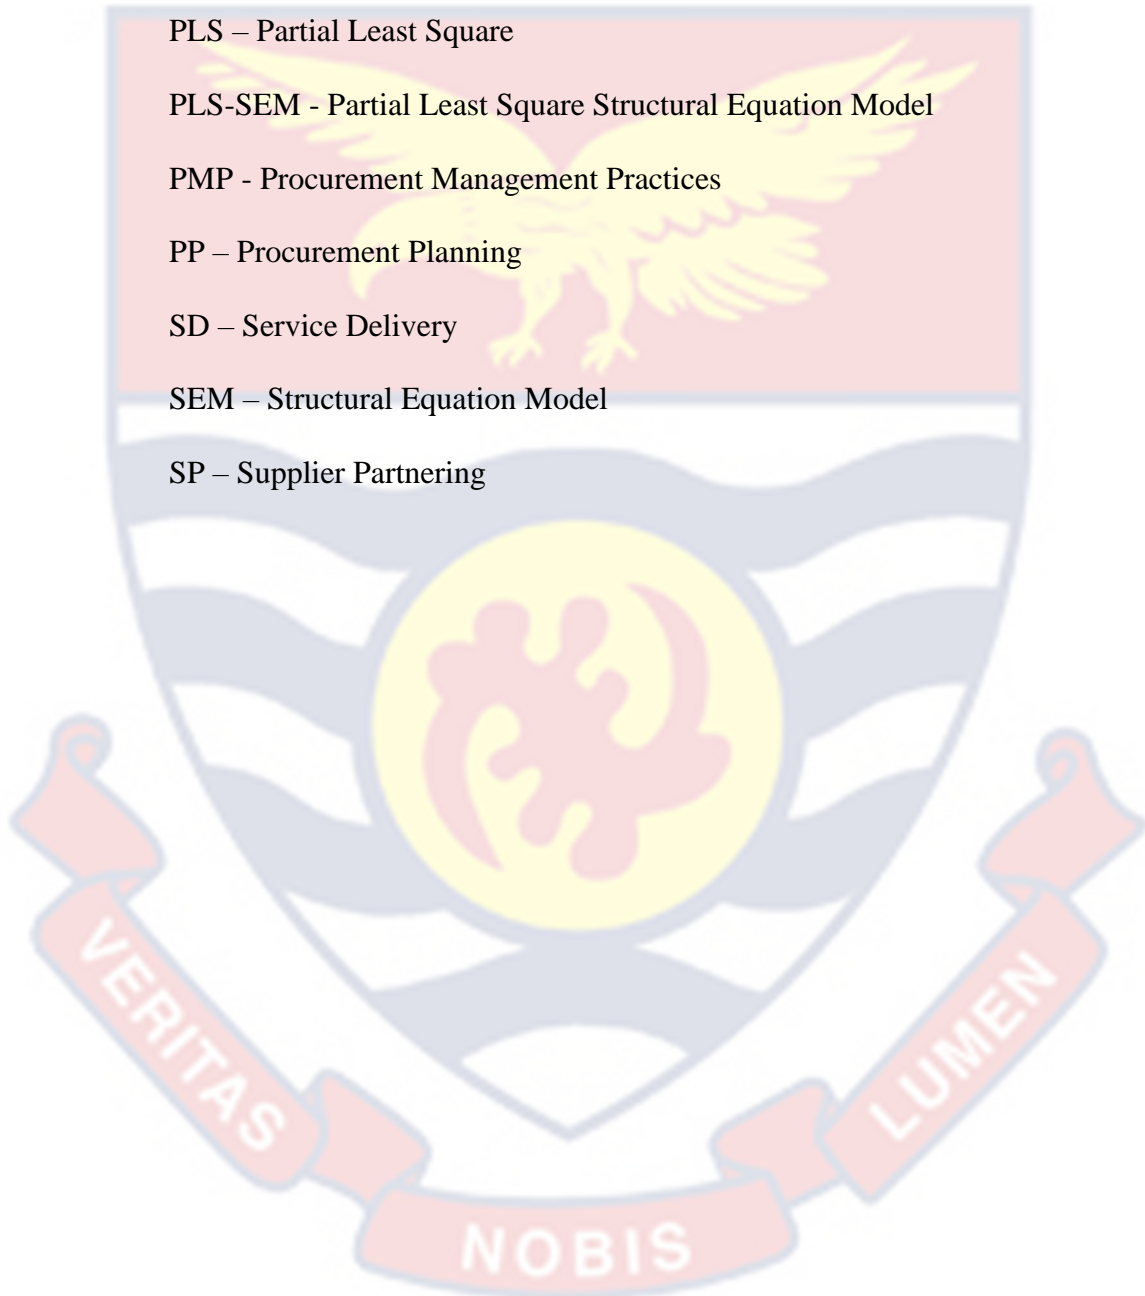 PLS – Partial Least Square
PLS-SEM - Partial Least Square Structural Equation Model
PMP - Procurement Management Practices
PP – Procurement Planning
SD – Service Delivery
SEM – Structural Equation Model
SP – Supplier Partnering
VERITAS
NOBIS
LUMEN